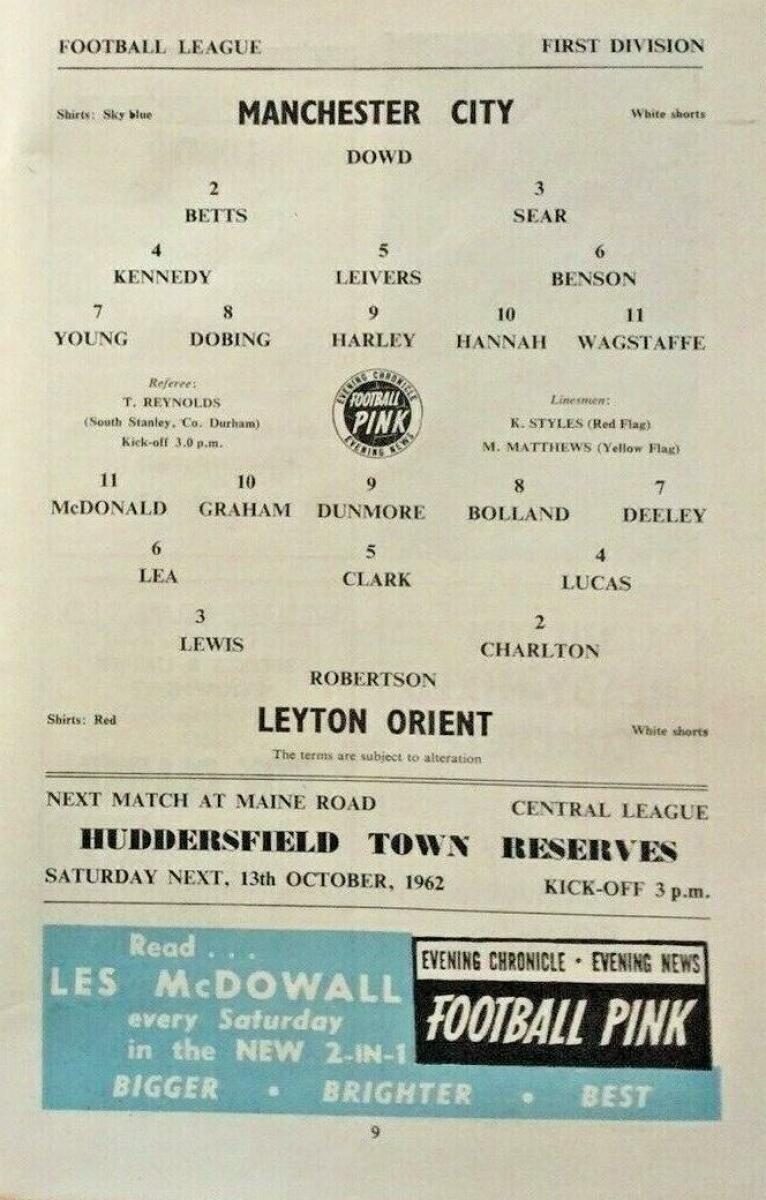 FOOTBALL LEAGUE FIRST DIVISION
Shirts: Sky blue MANCHESTER CITY White shorts
DOWD
2 3
BETTS SEAR
4 5 6
KENNEDY LEIVERS BENSON
7 8 9 10 11
YOUNG DOBING HARLEY HANNAH WAGSTAFFE
Referee:
T. REYNOLDS
(South Stanley, Co. Durham)
Kick-off 3.0 p.m.
EVENING CHRONICLE
FOOTBALL
PINK
EVENING NEWS
Linesmen:
K. STYLES (Red Flag)
M. MATTHEWS (Yellow Flag)
11 10 9 8 7
McDONALD GRAHAM DUNMORE BOLLAND DEELEY
6 5 4
LEA CLARK LUCAS
3 2
LEWIS CHARLTON
ROBERTSON
Shirts: Red LEYTON ORIENT White shorts
The terms are subject to alteration
NEXT MATCH AT MAINE ROAD CENTRAL LEAGUE
HUDDERSFIELD TOWN RESERVES
SATURDAY NEXT, 13th OCTOBER, 1962 KICK-OFF 3 p.m.
Read . . .
LES McDOWALL
every Saturday
in the NEW 2-IN-1
EVENING CHRONICLE · EVENING NEWS
FOOTBALL PINK
BIGGER • BRIGHTER • BEST
9